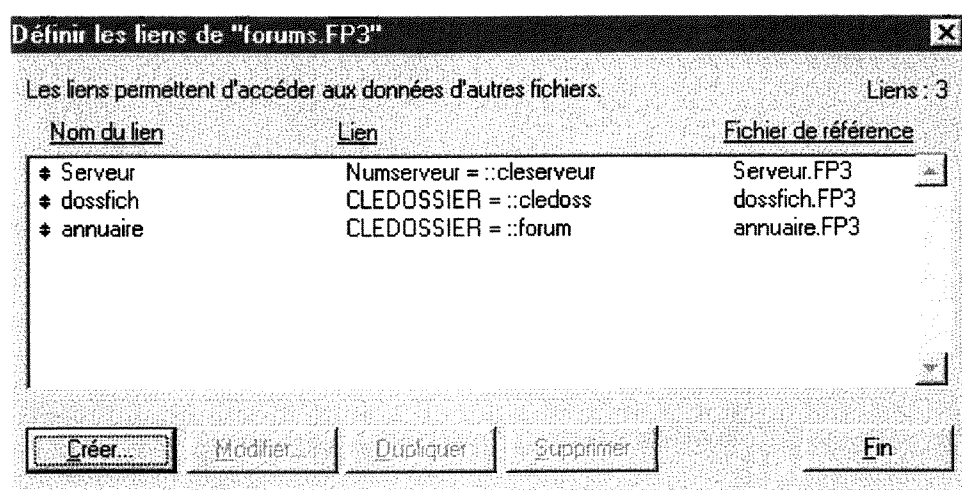 Définir les liens de "forums.FP3"
Les liens permettent d'accéder aux données d'autres fichiers. Liens : 3
Nom du lien Lien Fichier de référence
Serveur Numserveur = ::cleserveur Serveur.FP3
dossfich CLEDOSSIER = ::cledoss dossfich.FP3
annuaire CLEDOSSIER = ::forum annuaire.FP3
Créer... Modifier... Dupliquer Supprimer Fin